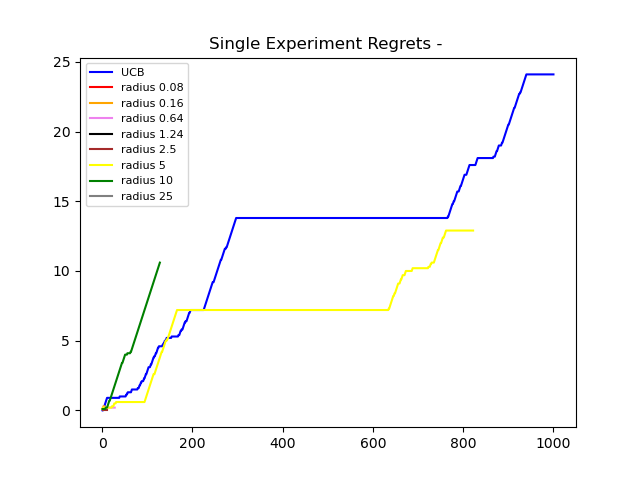 Single Experiment Regrets -
25
20
15
10
5
0
UCB
radius 0.08
radius 0.16
radius 0.64
radius 1.24
radius 2.5
radius 5
radius 10
radius 25
0 200 400 600 800 1000